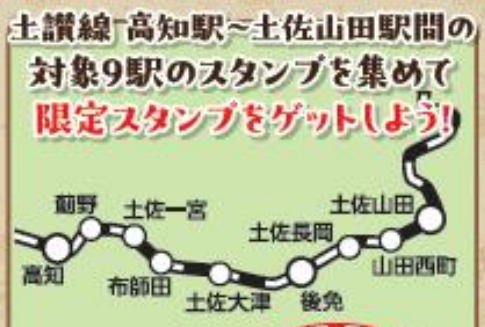 土讃線 高知駅～土佐山田駅間の
対象9駅のスタンプを集めて
限定スタンプをゲットしよう!
薊野
土佐一宮
土佐山田
土佐長岡
高知
布師田
土佐大津
後免
山田西町